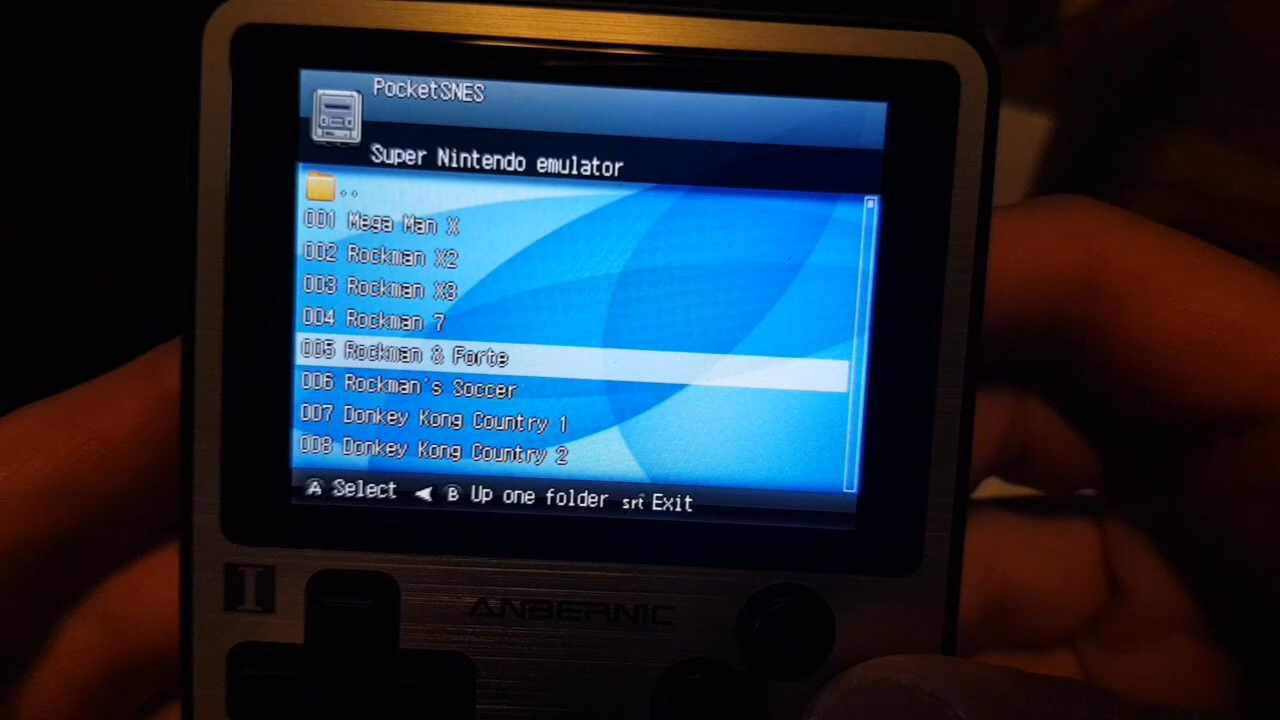 PocketSNES
Super Nintendo emulator
..
001 Mega Man X
002 Rockman X2
003 Rockman X3
004 Rockman 7
005 Rockman & Forte
006 Rockman's Soccer
007 Donkey Kong Country 1
008 Donkey Kong Country 2
A Select B Up one folder srt Exit
I
ANBERNIC